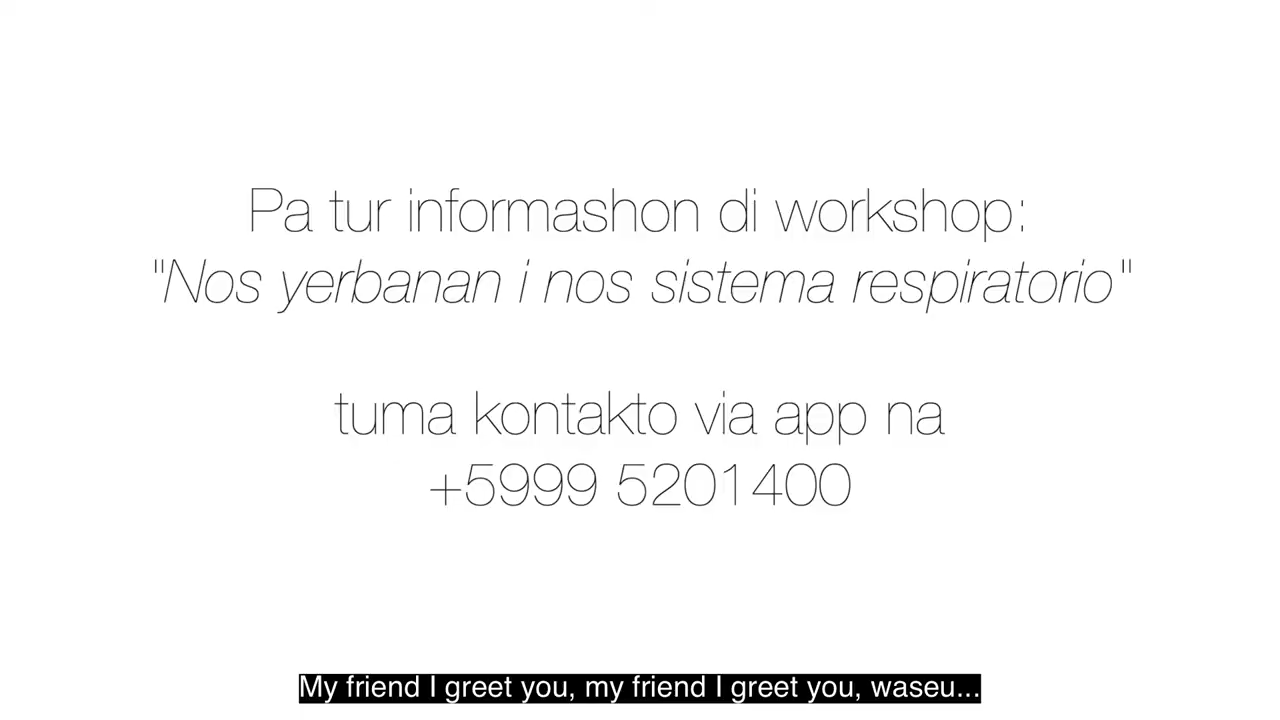 Pa tur informashon di workshop:
"Nos yerbanan i nos sistema respiratorio"
tuma kontakto via app na
+5999 5201400
My friend I greet you, my friend I greet you, waseu...